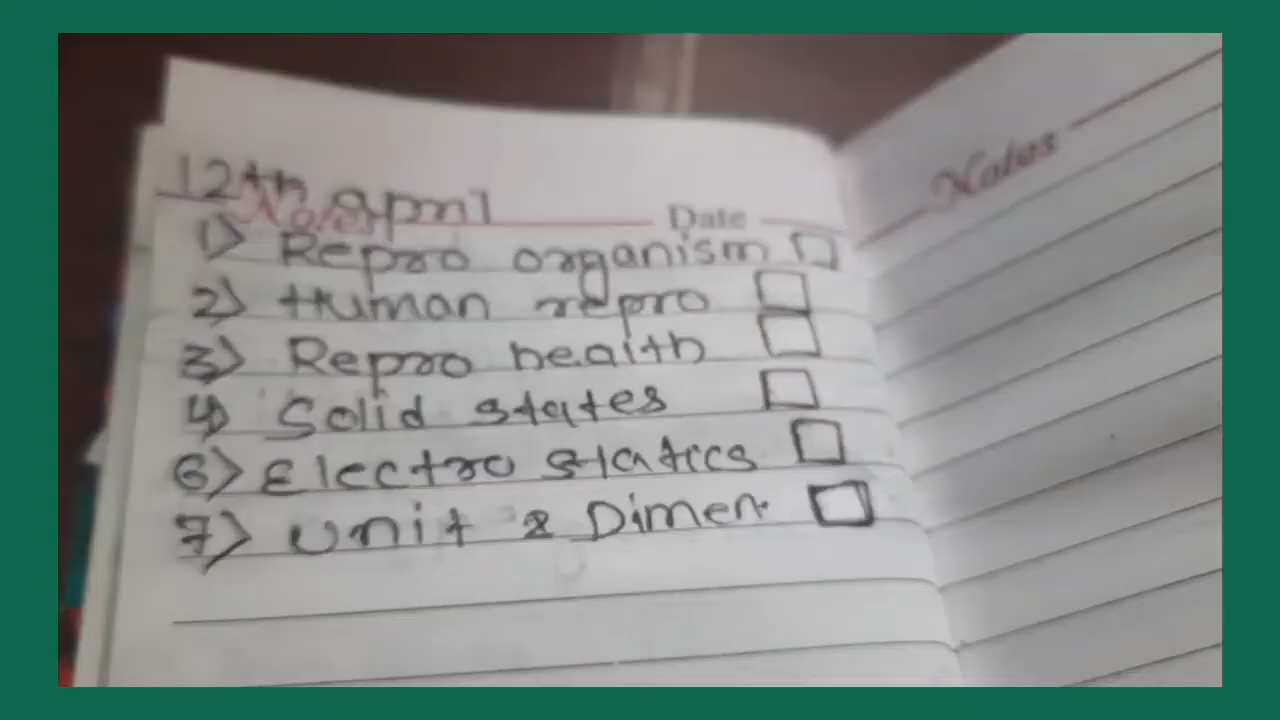 12th april
Notes
Date
1) Repro organism
2) Human repro
3) Repro health
4) Solid states
6) Electro statics
7) Unit & Dimen.
Notes